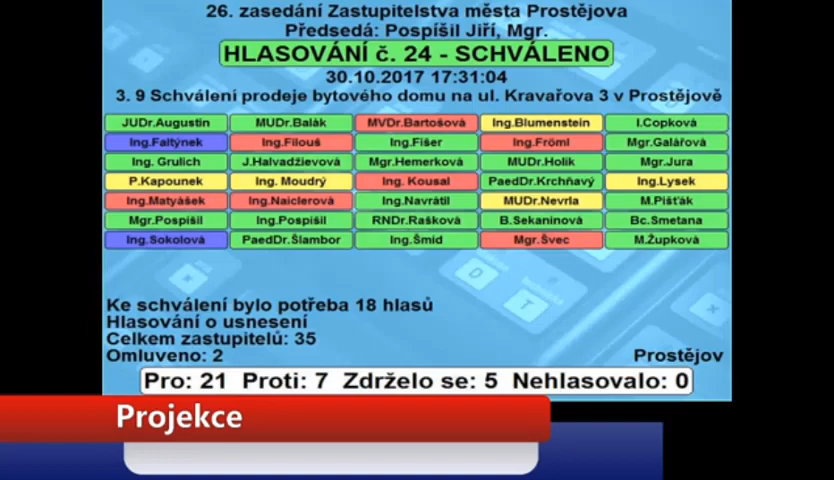 26. zasedání Zastupitelstva města Prostějova
Předsedá: Pospíšil Jiří, Mgr.
HLASOVÁNÍ č. 24 - SCHVÁLENO
30.10.2017 17:31:04
3. 9 Schválení prodeje bytového domu na ul. Kravařova 3 v Prostějově
JUDr.Augustin MUDr.Balák MVDr.Bartošová Ing.Blumenstein I.Copková
Ing.Faltýnek Ing.Filouš Ing.Fišer Ing.Fröml Mgr.Galářová
Ing. Grulich J.Halvadžievová Mgr.Hemerková MUDr.Holík Mgr.Jura
P.Kapounek Ing. Moudrý Ing. Kousal PaedDr.Krchňavý Ing.Lysek
Ing.Matyášek Ing.Naiclerová Ing.Navrátil MUDr.Nevrla M.Pišťák
Mgr.Pospíšil Ing.Pospíšil RNDr.Rašková B.Sekaninová Bc.Smetana
Ing.Sokolová PaedDr.Šlambor Ing.Šmíd Mgr.Švec M.Župková
Ke schválení bylo potřeba 18 hlasů
Hlasování o usnesení
Celkem zastupitelů: 35
Omluveno: 2 Prostějov
Pro: 21 Proti: 7 Zdrželo se: 5 Nehlasovalo: 0
Projekce